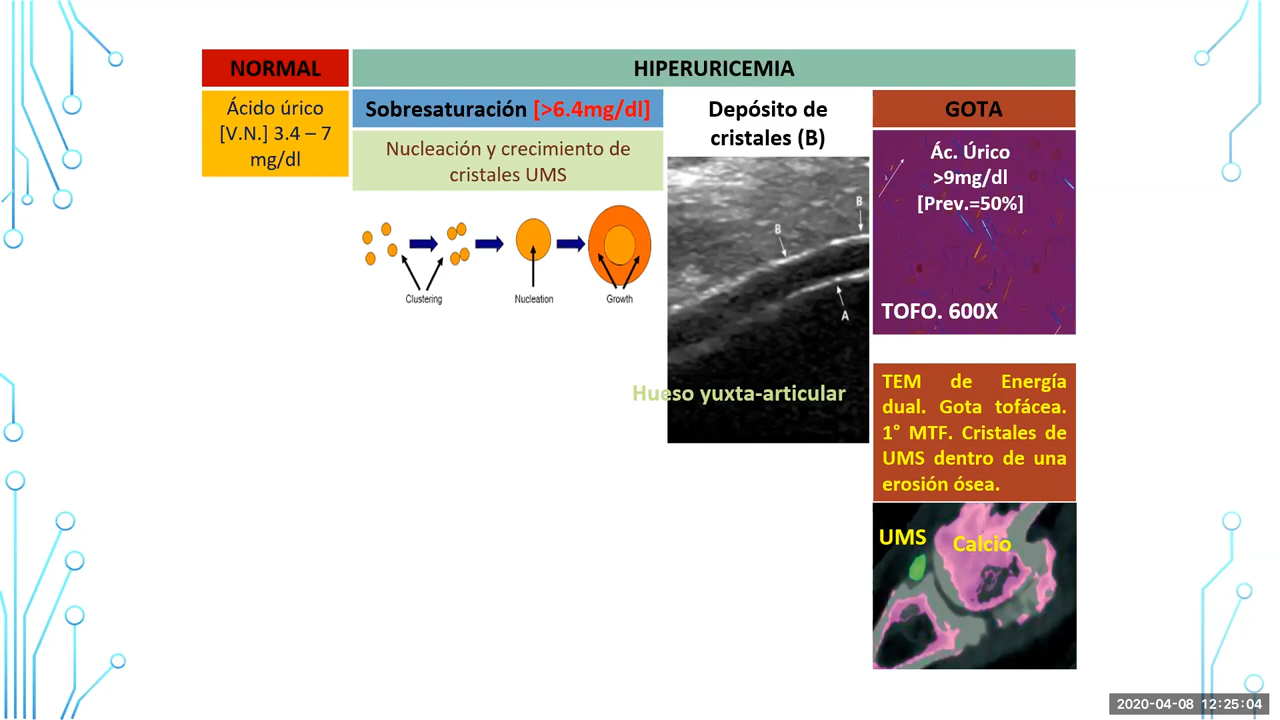 NORMAL
HIPERURICEMIA
Ácido úrico
[V.N.] 3.4 – 7
mg/dl
Sobresaturación [>6.4mg/dl]
Nucleación y crecimiento de
cristales UMS
Clustering
Nucleation
Growth
Depósito de
cristales (B)
B
B
A
Hueso yuxta-articular
GOTA
Ác. Úrico
>9mg/dl
[Prev.=50%]
TOFO. 600X
TEM de Energía
dual. Gota tofácea.
1° MTF. Cristales de
UMS dentro de una
erosión ósea.
UMS
Calcio
2020-04-08 12:25:04